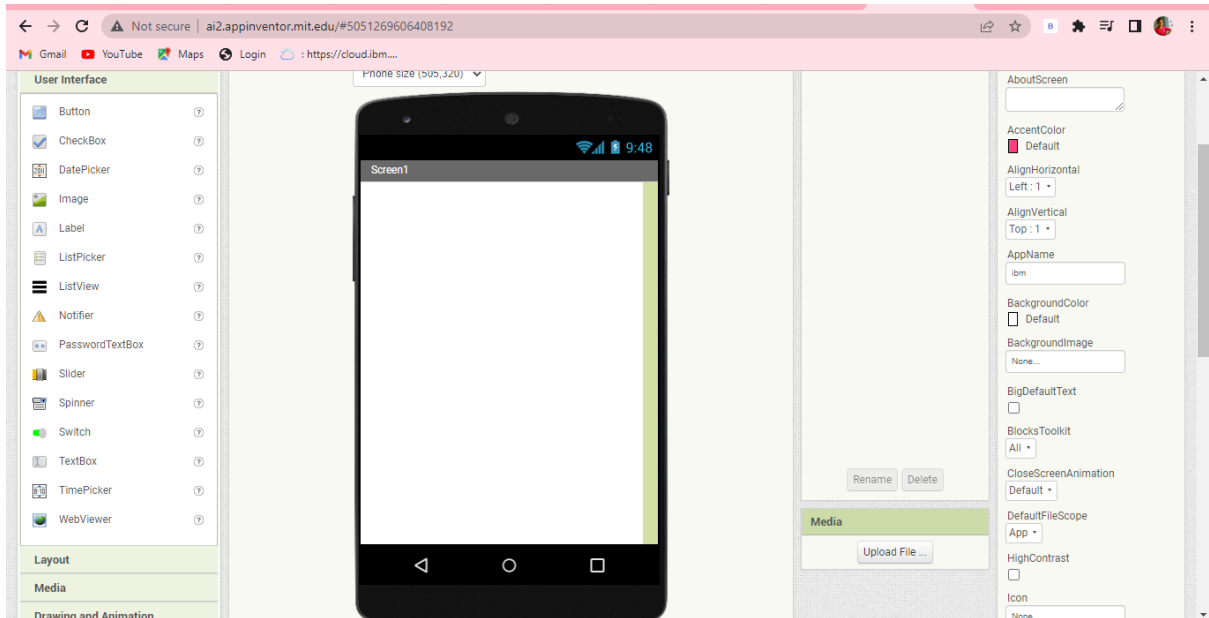 Not secure | ai2.appinventor.mit.edu/#5051269606408192
Gmail YouTube Maps Login : https://cloud.ibm....
User Interface
Button
CheckBox
DatePicker
Image
Label
ListPicker
ListView
Notifier
PasswordTextBox
Slider
Spinner
Switch
TextBox
TimePicker
WebViewer
Layout
Media
Drawing and Animation
Phone size (505,320)
9:48
Screen1
Rename Delete
Media
Upload File ...
AboutScreen
AccentColor
Default
AlignHorizontal
Left : 1
AlignVertical
Top : 1
AppName
ibm
BackgroundColor
Default
BackgroundImage
None...
BigDefaultText
BlocksToolkit
All
CloseScreenAnimation
Default
DefaultFileScope
App
HighContrast
Icon
None